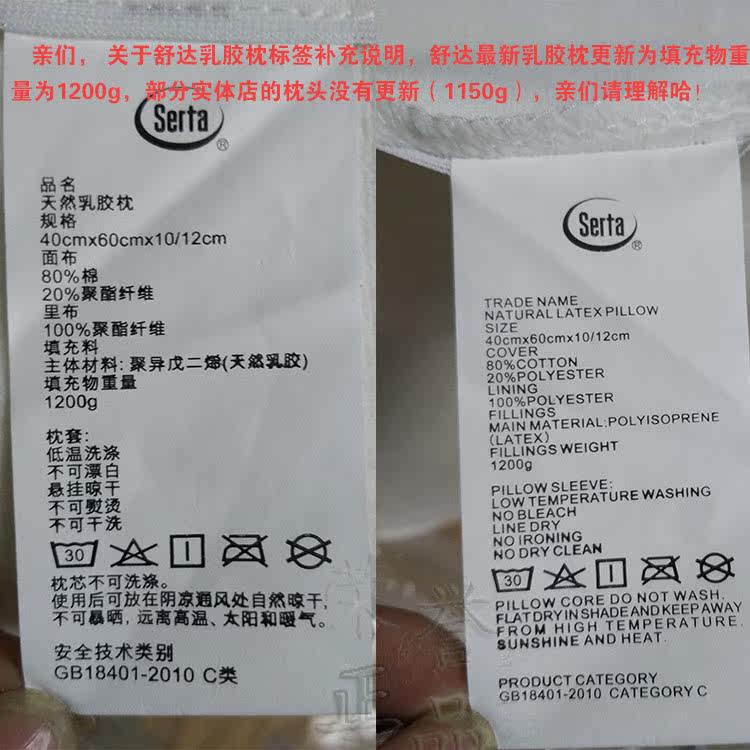 亲们， 关于舒达乳胶枕标签补充说明，舒达最新乳胶枕更新为填充物重
量为1200g，部分实体店的枕头没有更新（1150g），亲们请理解哈！
Serta®
品名
天然乳胶枕
规格
40cmx60cmx10/12cm
面布
80%棉
20%聚酯纤维
里布
100%聚酯纤维
填充料
主体材料: 聚异戊二烯(天然乳胶)
填充物重量
1200g
枕套:
低温洗涤
不可漂白
悬挂晾干
不可熨烫
不可干洗
30
枕芯不可洗涤。
使用后可放在阴凉通风处自然晾干,
不可暴晒, 远离高温、太阳和暖气。
安全技术类别
GB18401-2010 C类
Serta®
TRADE NAME
NATURAL LATEX PILLOW
SIZE
40cmx60cmx10/12cm
COVER
80%COTTON
20%POLYESTER
LINING
100%POLYESTER
FILLINGS
MAIN MATERIAL:POLYISOPRENE
(LATEX)
FILLINGS WEIGHT
1200g
PILLOW SLEEVE:
LOW TEMPERATURE WASHING
NO BLEACH
LINE DRY
NO IRONING
NO DRY CLEAN
30
PILLOW CORE DO NOT WASH.
FLAT DRY IN SHADE AND KEEP AWAY
FROM HIGH TEMPERATURE,
SUNSHINE AND HEAT.
PRODUCT CATEGORY
GB18401-2010 CATEGORY C